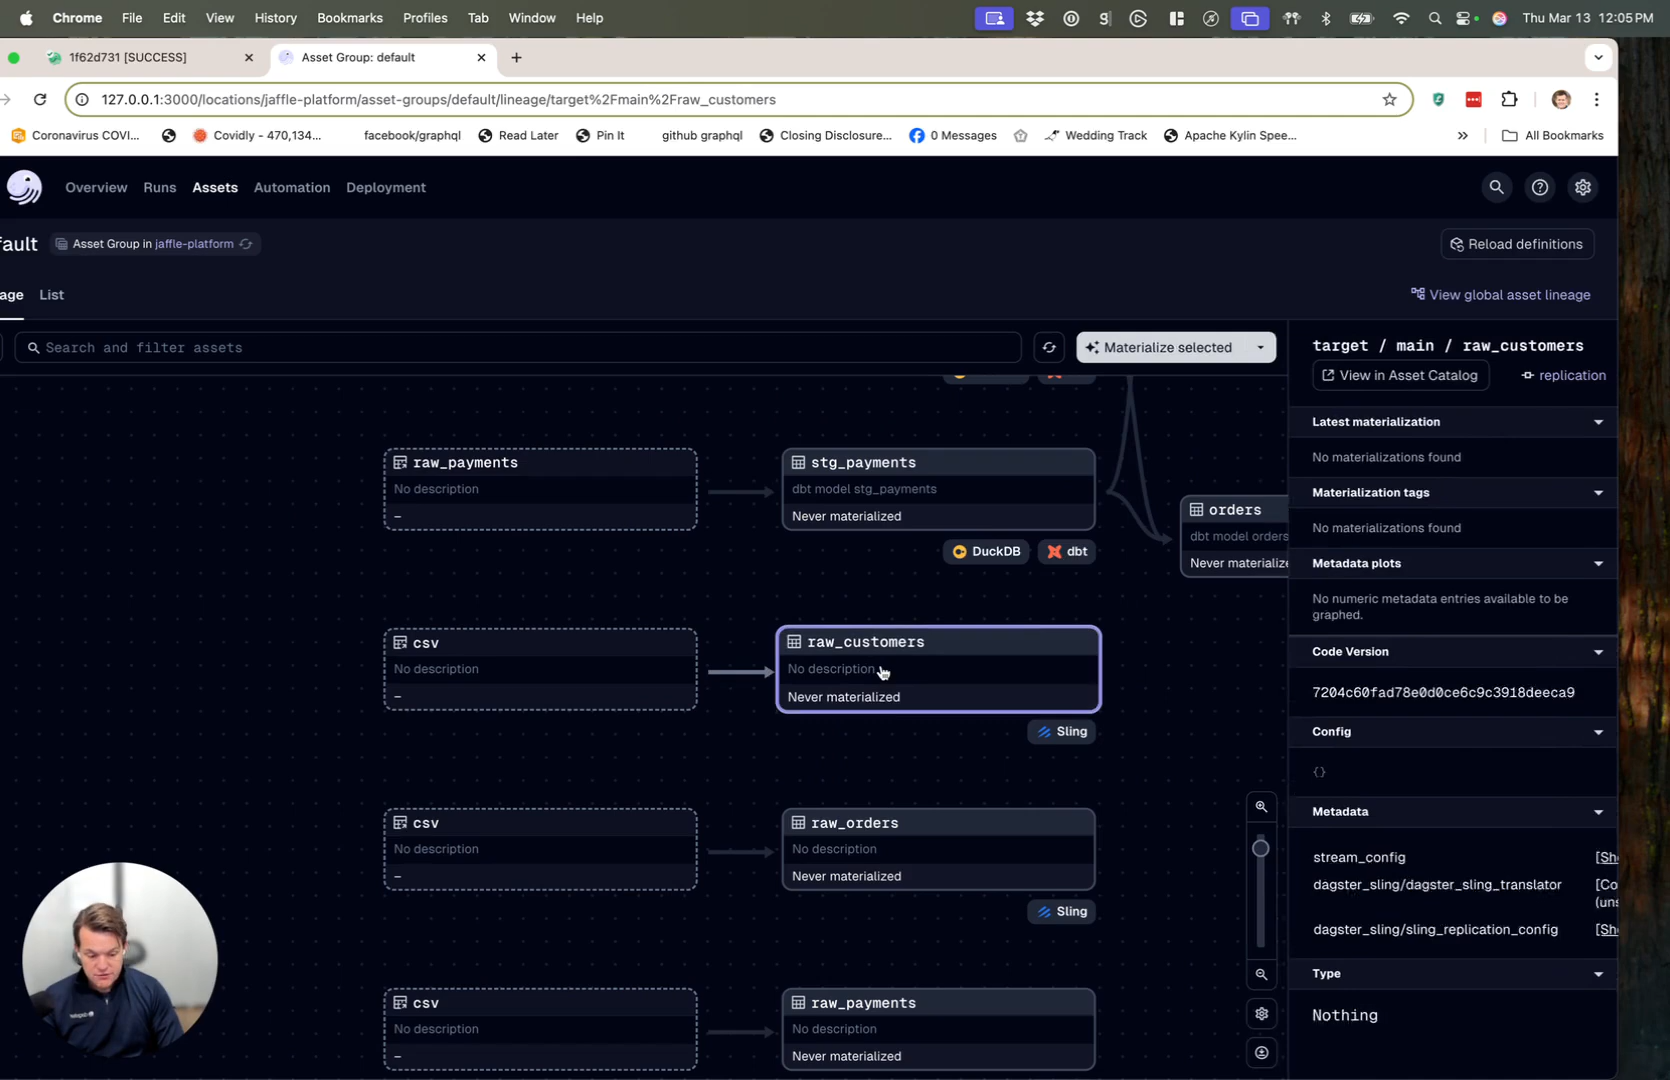 Chrome File Edit View History Bookmarks Profiles Tab Window Help Thu Mar 13 12:05 PM
1f62d731 [SUCCESS] Asset Group: default
127.0.0.1:3000/locations/jaffle-platform/asset-groups/default/lineage/target%2Fmain%2Fraw_customers
Coronavirus COVI... Covidly - 470,134... facebook/graphql Read Later Pin It github graphql Closing Disclosure... 0 Messages Wedding Track Apache Kylin Spee... » All Bookmarks
Overview Runs Assets Automation Deployment
fault Asset Group in jaffle-platform Reload definitions
age List View global asset lineage
Search and filter assets Materialize selected
target / main / raw_customers
View in Asset Catalog replication
Latest materialization
No materializations found
Materialization tags
No materializations found
Metadata plots
No numeric metadata entries available to be
graphed.
Code Version
7204c60fad78e0d0ce6c9c3918deeca9
Config
{}
Metadata
stream_config [Sho
dagster_sling/dagster_sling_translator [Co
(uns
dagster_sling/sling_replication_config [Sho
Type
Nothing
raw_payments
No description
–
stg_payments
dbt model stg_payments
Never materialized
DuckDB dbt
orders
dbt model orders
Never materialize
csv
No description
–
raw_customers
No description
Never materialized
Sling
csv
No description
–
raw_orders
No description
Never materialized
Sling
csv
No description
–
raw_payments
No description
Never materialized